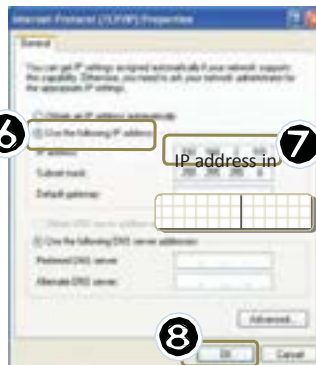 Internet Protocol (TCP/IP) Properties
General
You can get IP settings assigned automatically if your network supports
this capability. Otherwise, you need to ask your network administrator for
the appropriate IP settings.
Obtain an IP address automatically
6
Use the following IP address:
7
IP address:
IP address in
Subnet mask:
255 255 255 0
Default gateway:
Use the following DNS server addresses:
Preferred DNS server:
Alternate DNS server:
Advanced...
8
OK
Cancel